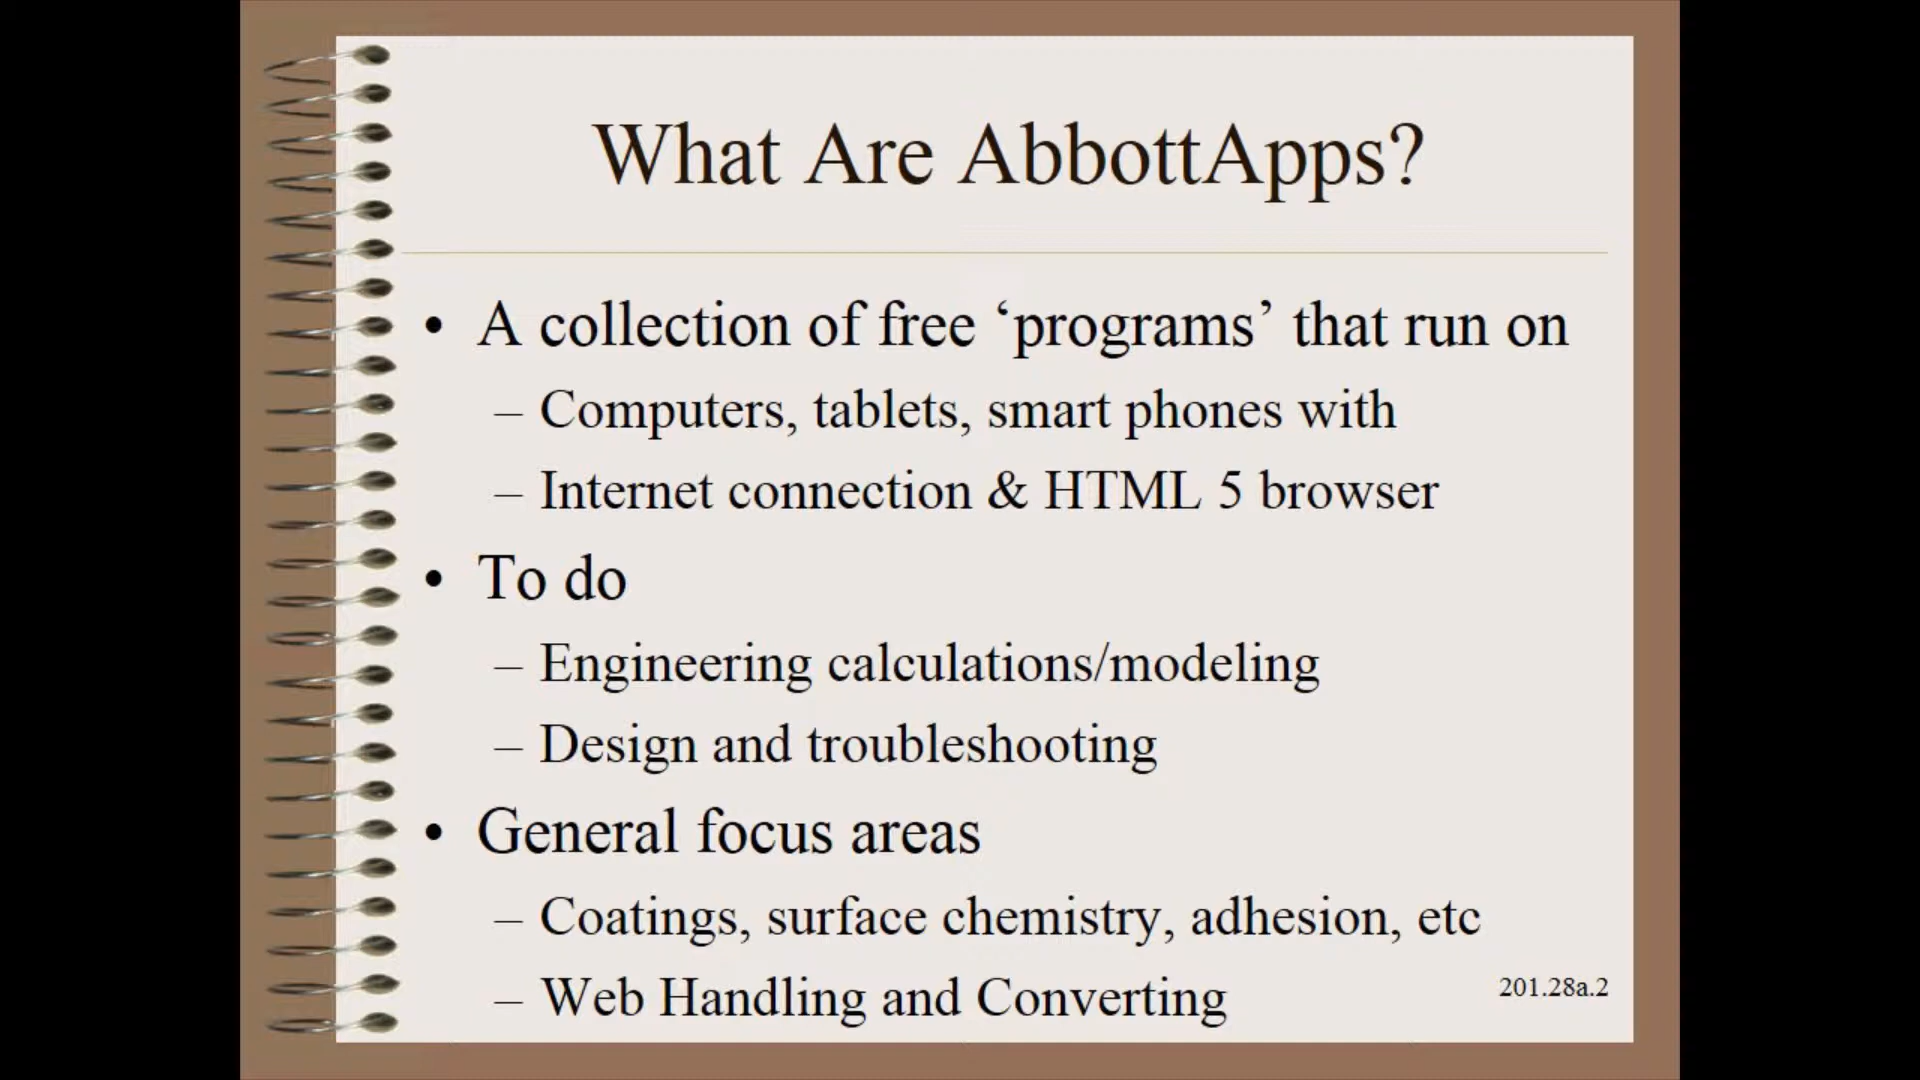 What Are AbbottApps?
• A collection of free ‘programs’ that run on
– Computers, tablets, smart phones with
– Internet connection & HTML 5 browser
• To do
– Engineering calculations/modeling
– Design and troubleshooting
• General focus areas
– Coatings, surface chemistry, adhesion, etc
– Web Handling and Converting
201.28a.2